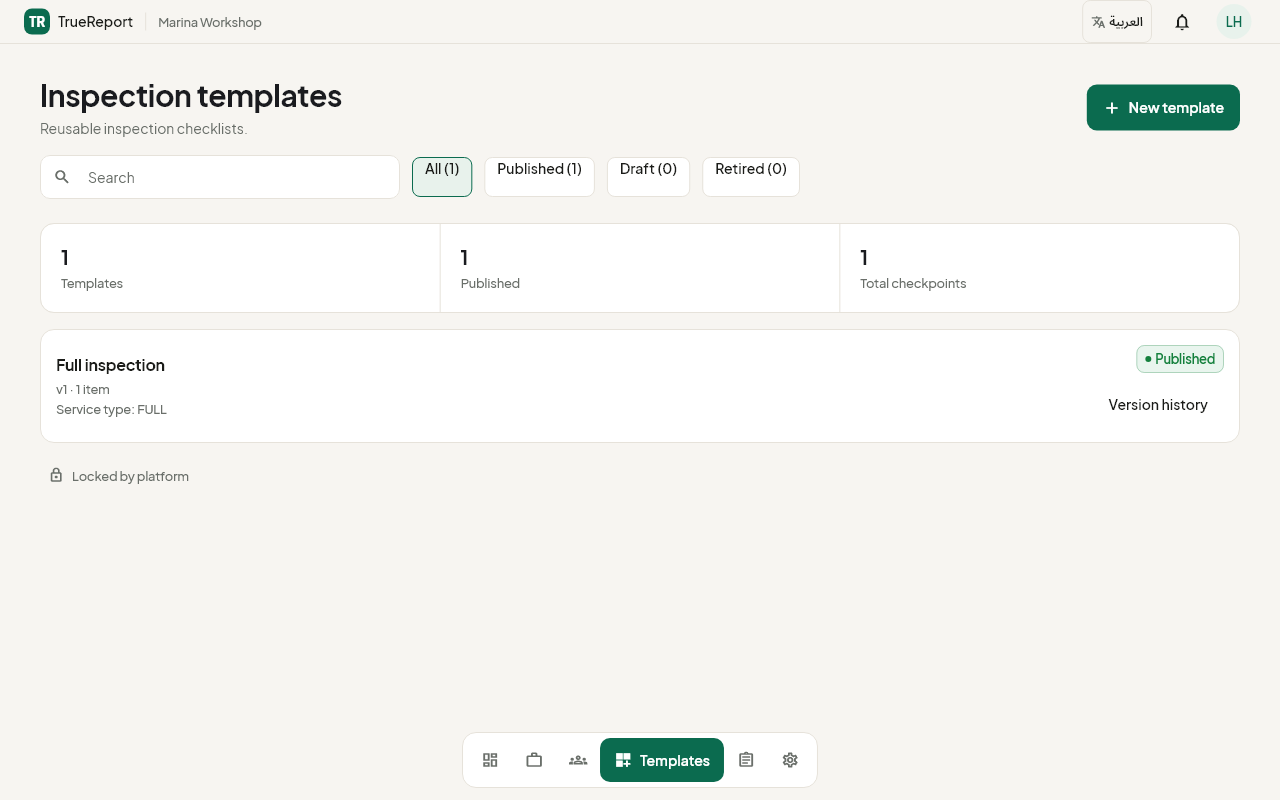 TR TrueReport Marina Workshop العربية LH
Inspection templates
Reusable inspection checklists.
+ New template
Search
All (1) Published (1) Draft (0) Retired (0)
1 1 1
Templates Published Total checkpoints
Full inspection
Published
v1 · 1 item
Service type: FULL
Version history
Locked by platform
Templates